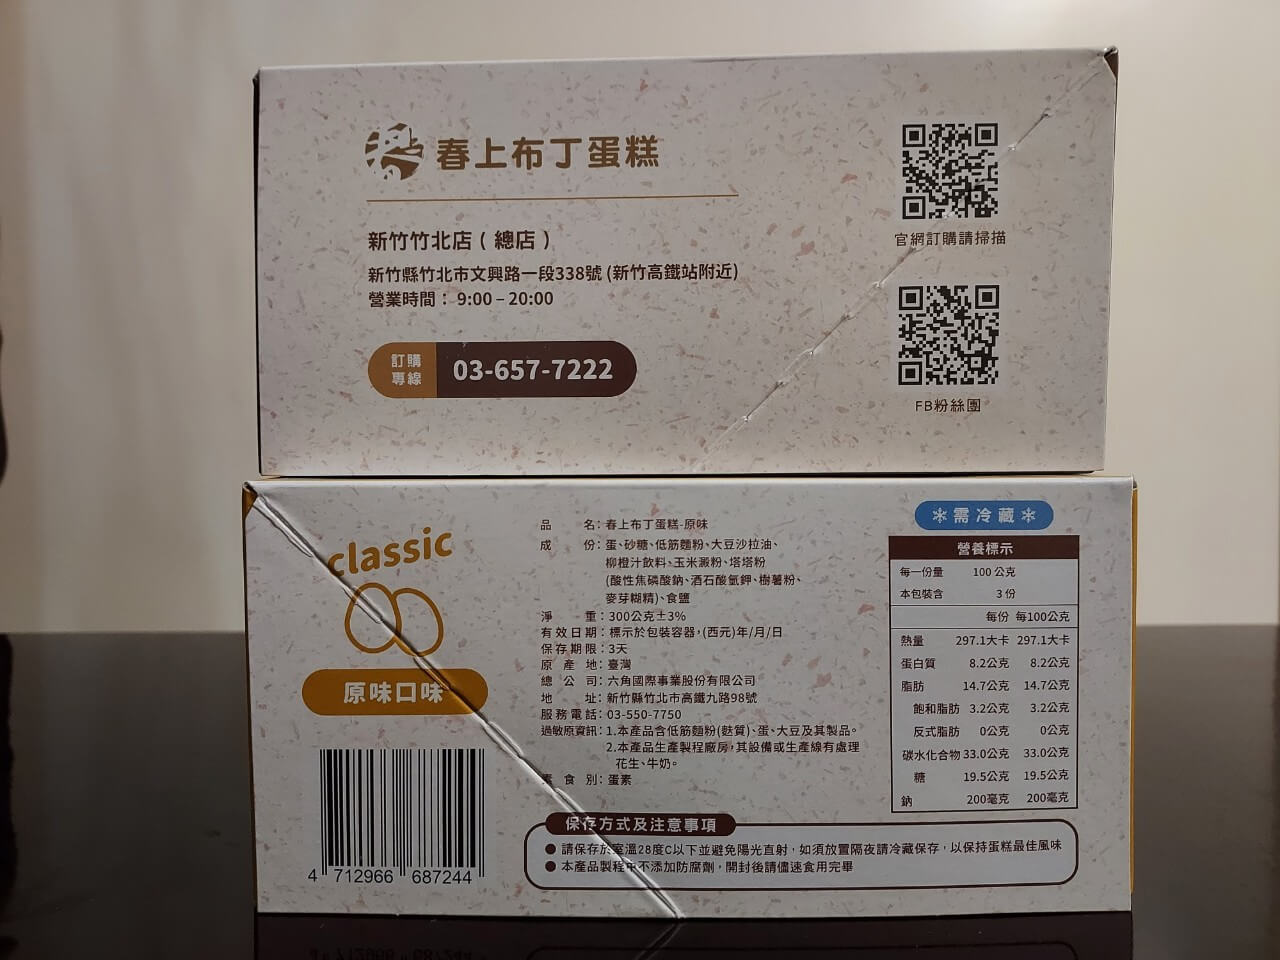 春上布丁蛋糕
新竹竹北店(總店)
新竹縣竹北市文興路一段338號 (新竹高鐵站附近)
營業時間: 9:00 – 20:00
訂購專線 03-657-7222
官網訂購請掃描
FB粉絲團
classic
原味口味
4 712966 687244
品名: 春上布丁蛋糕-原味
成份: 蛋、砂糖、低筋麵粉、大豆沙拉油、
柳橙汁飲料、玉米澱粉、塔塔粉
(酸性焦磷酸鈉、酒石酸氫鉀、樹薯粉、
麥芽糊精)、食鹽
淨重: 300公克±3%
有效日期: 標示於包裝容器,(西元)年/月/日
保存期限: 3天
原產地: 臺灣
總公司: 六角國際事業股份有限公司
地址: 新竹縣竹北市高鐵九路98號
服務電話: 03-550-7750
過敏原資訊: 1.本產品含低筋麵粉(麩質)、蛋、大豆及其製品。
2.本產品生產製程廠房,其設備或生產線有處理
花生、牛奶。
素食別: 蛋素
需冷藏
營養標示
每一份量 100 公克
本包裝含 3 份
每份 每100公克
熱量 297.1大卡 297.1大卡
蛋白質 8.2公克 8.2公克
脂肪 14.7公克 14.7公克
飽和脂肪 3.2公克 3.2公克
反式脂肪 0公克 0公克
碳水化合物 33.0公克 33.0公克
糖 19.5公克 19.5公克
鈉 200毫克 200毫克
保存方式及注意事項
● 請保存於室溫28度C以下並避免陽光直射,如須放置隔夜請冷藏保存,以保持蛋糕最佳風味
● 本產品製程中不添加防腐劑,開封後請儘速食用完畢